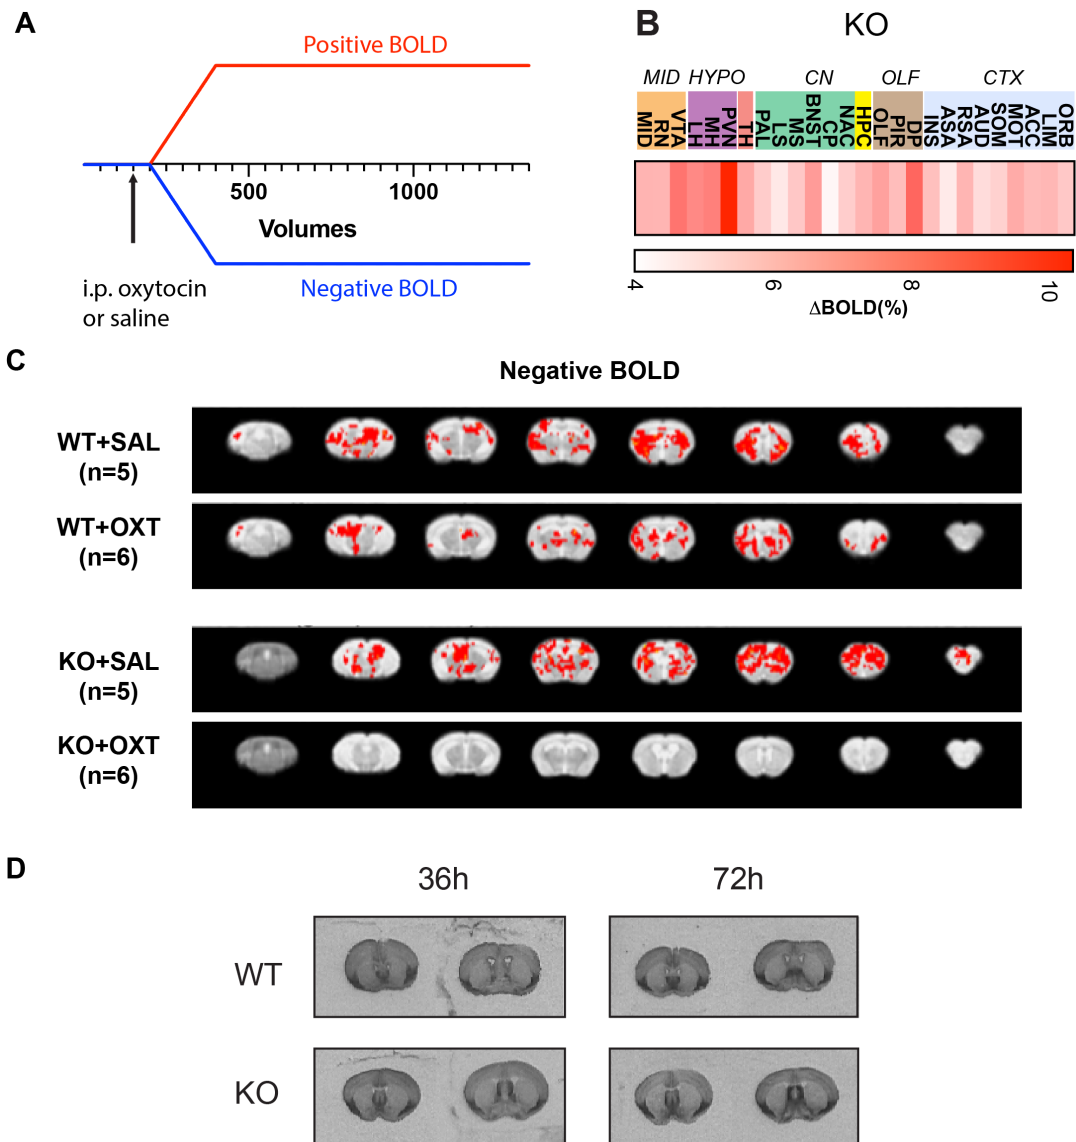 A
Positive BOLD
500
1000
Volumes
i.p. oxytocin
or saline
Negative BOLD
B
KO
MID HYPO CN OLF CTX
MID RN VTA LH MH PVN TH PAL LS MS BNST CP NAC HPC OLF PIR DP INS ASA RSA AUD SOM MOT ACC LIM ORB
4 6 8 10
ΔBOLD(%)
C
Negative BOLD
WT+SAL
(n=5)
WT+OXT
(n=6)
KO+SAL
(n=5)
KO+OXT
(n=6)
D
36h 72h
WT
KO